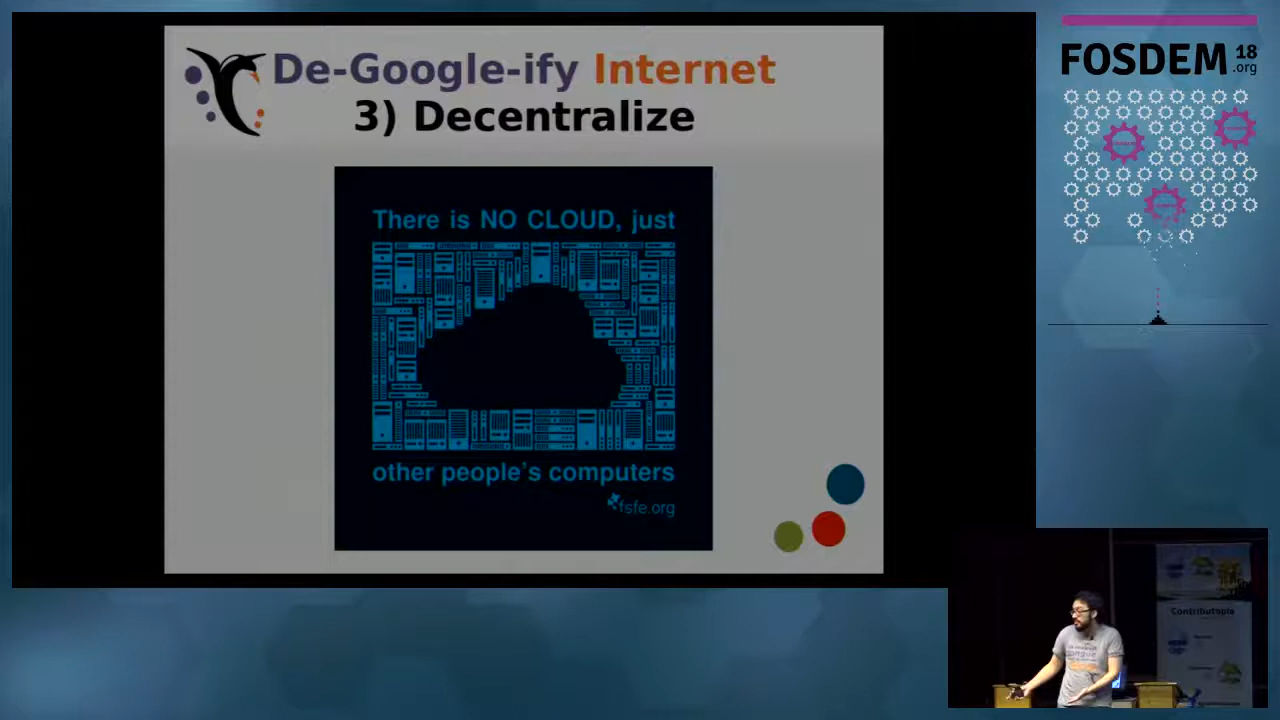 De-Google-ify Internet
3) Decentralize
There is NO CLOUD, just
other people's computers
fsfe.org
FOSDEM 18
.org
Contributopia